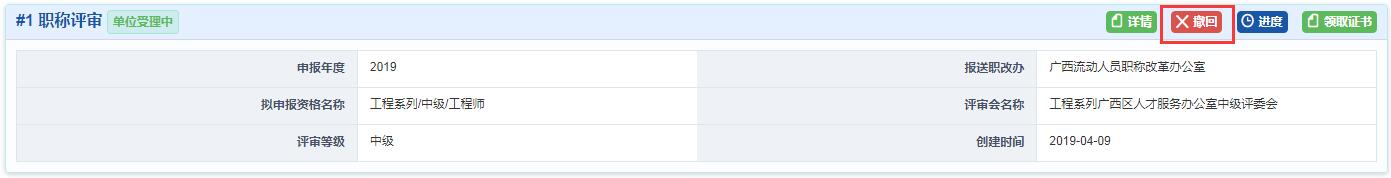 #1 职称评审 单位受理中 详情 撤回 进度 领取证书
申报年度 2019 报送职改办 广西流动人员职称改革办公室
拟申报资格名称 工程系列/中级/工程师 评审会名称 工程系列广西区人才服务办公室中级评委会
评审等级 中级 创建时间 2019-04-09